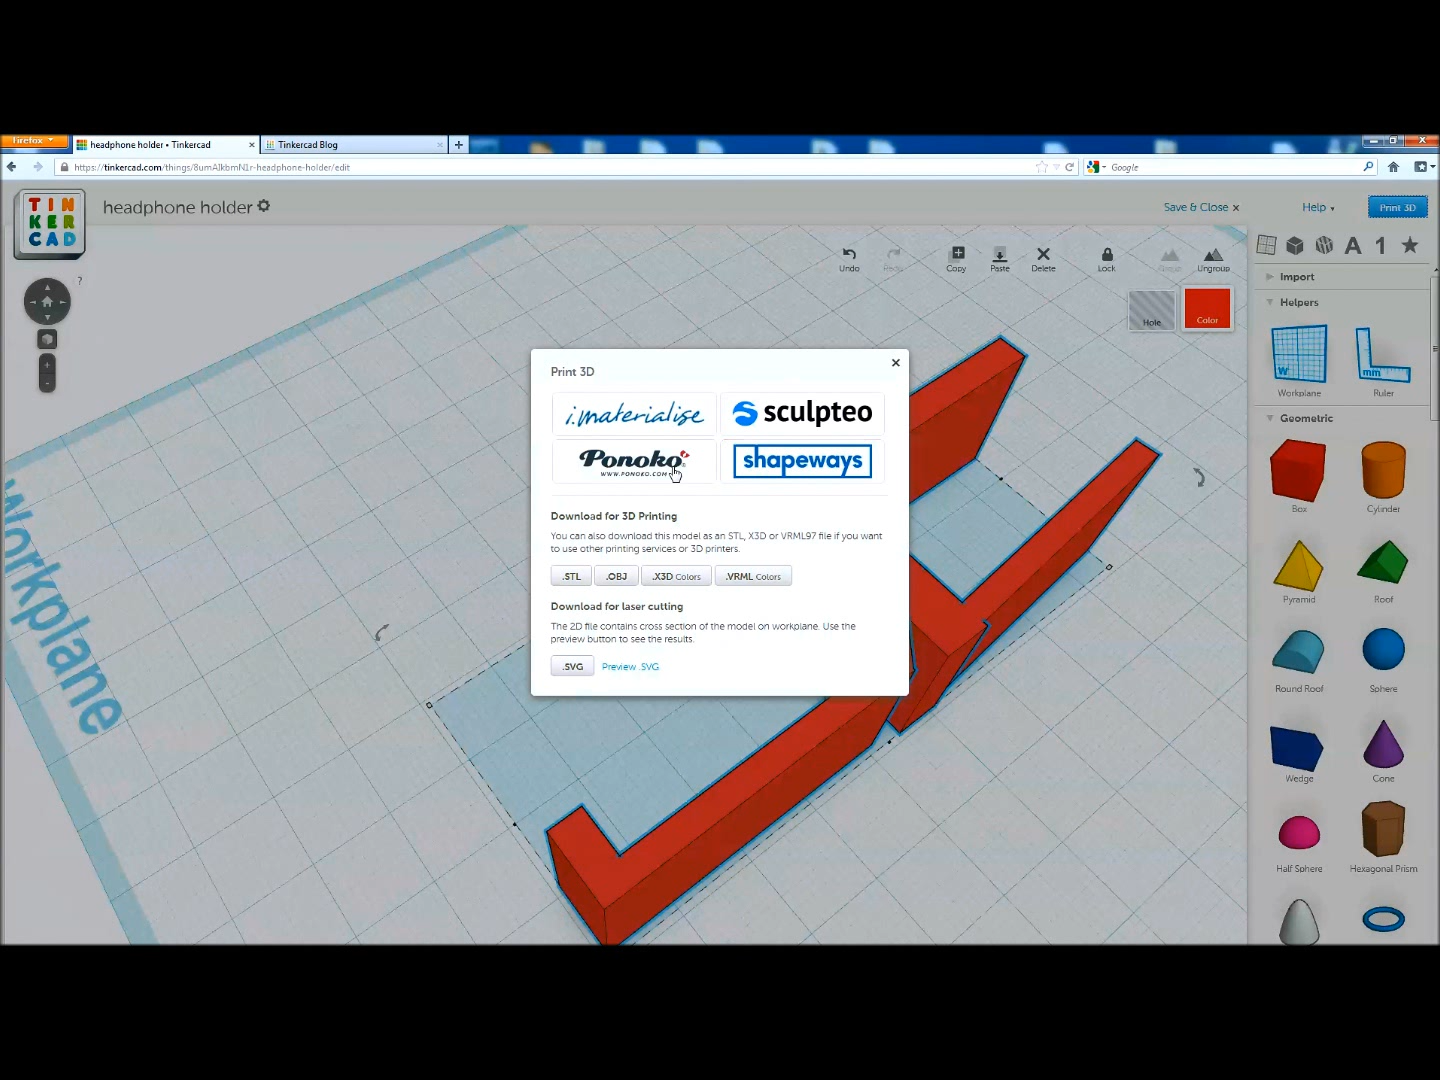 Firefox
headphone holder • Tinkercad
Tinkercad Blog
https://tinkercad.com/things/8umAlkbmN1r-headphone-holder/edit
Google
TIN
KER
CAD
headphone holder
Save & Close ×
Help
Print 3D
?
Undo
Redo
Copy
Paste
Delete
Lock
Ungroup
A
1
Import
Helpers
Hole
Color
W
mm
Workplane
Ruler
Geometric
Box
Cylinder
Pyramid
Roof
Round Roof
Sphere
Wedge
Cone
Half Sphere
Hexagonal Prism
Workplane
Print 3D
i.materialise
sculpteo
Ponoko
WWW.PONOKO.COM
shapeways
Download for 3D Printing
You can also download this model as an STL, X3D or VRML97 file if you want
to use other printing services or 3D printers.
.STL
.OBJ
.X3D Colors
.VRML Colors
Download for laser cutting
The 2D file contains cross section of the model on workplane. Use the
preview button to see the results.
.SVG
Preview .SVG